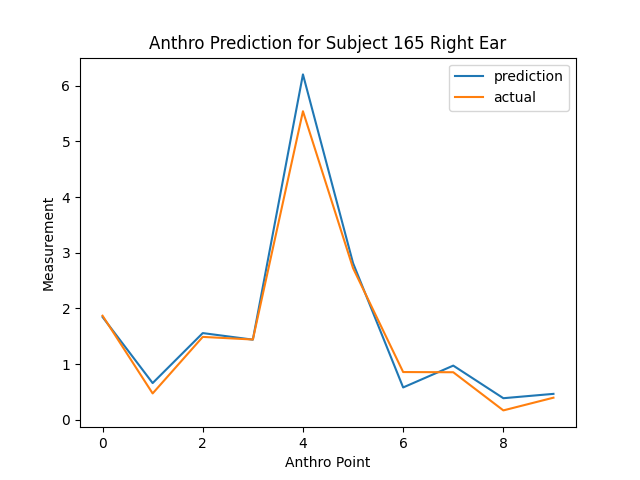 Anthro Prediction for Subject 165 Right Ear
prediction
actual
6
5
4
3
2
1
0
Measurement
0 2 4 6 8
Anthro Point